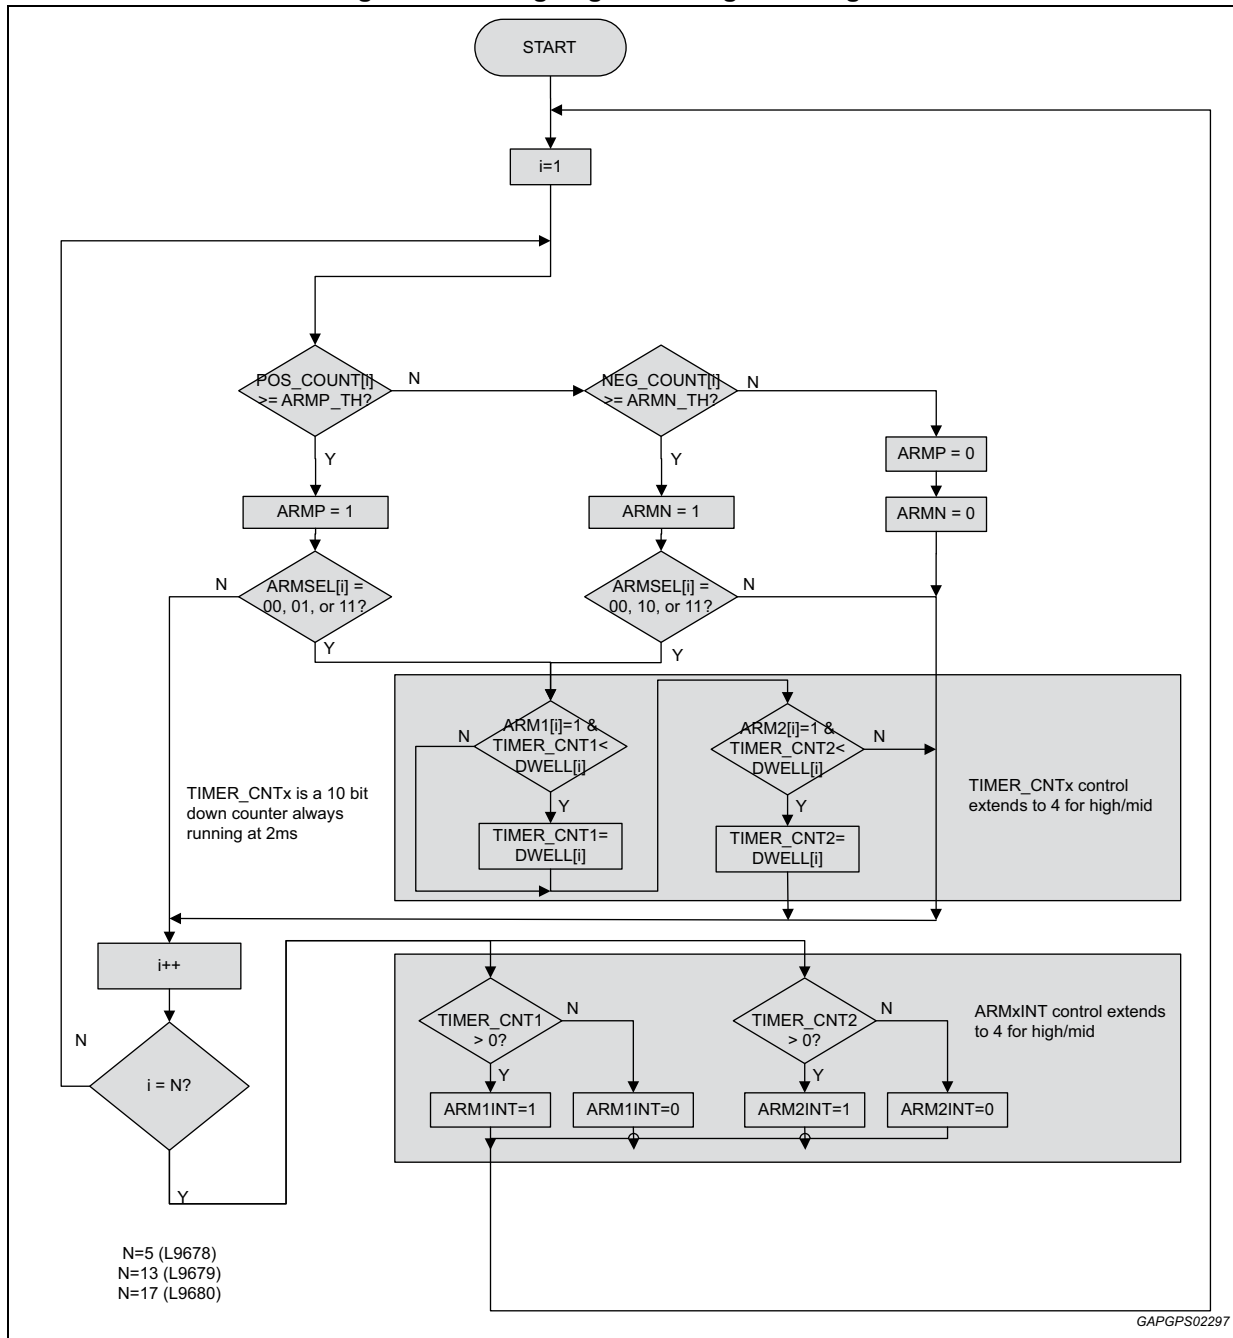 START
i=1
POS_COUNT[i]
>= ARMP_TH?
N
NEG_COUNT[i]
>= ARMN_TH?
N
Y
Y
ARMP = 0
ARMP = 1
ARMN = 1
ARMN = 0
N
ARMSEL[i] =
00, 01, or 11?
ARMSEL[i] =
00, 10, or 11?
N
Y
Y
N
ARM1[i]=1 &
TIMER_CNT1<
DWELL[i]
ARM2[i]=1 &
TIMER_CNT2<
DWELL[i]
N
TIMER_CNTx is a 10 bit
down counter always
running at 2ms
TIMER_CNTx control
extends to 4 for high/mid
Y
Y
TIMER_CNT1=
DWELL[i]
TIMER_CNT2=
DWELL[i]
i++
N
i = N?
Y
TIMER_CNT1
> 0?
N
TIMER_CNT2
> 0?
N
ARMxINT control extends
to 4 for high/mid
Y
Y
ARM1INT=1
ARM1INT=0
ARM2INT=1
ARM2INT=0
N=5 (L9678)
N=13 (L9679)
N=17 (L9680)
GAPGPS02297